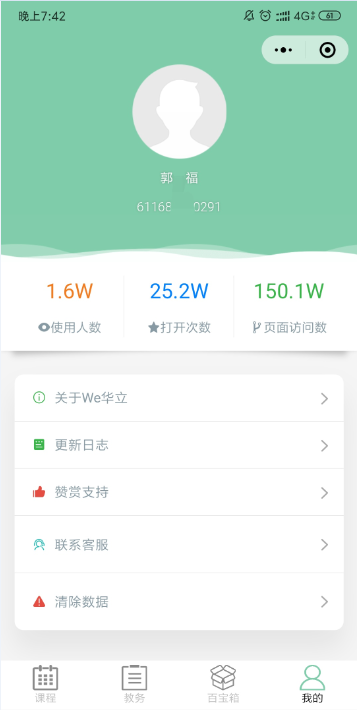 晚上7:42
4G
61
郭 福
61168 0291
1.6W
25.2W
150.1W
使用人数
打开次数
页面访问数
关于We华立
更新日志
赞赏支持
联系客服
清除数据
课程
教务
百宝箱
我的